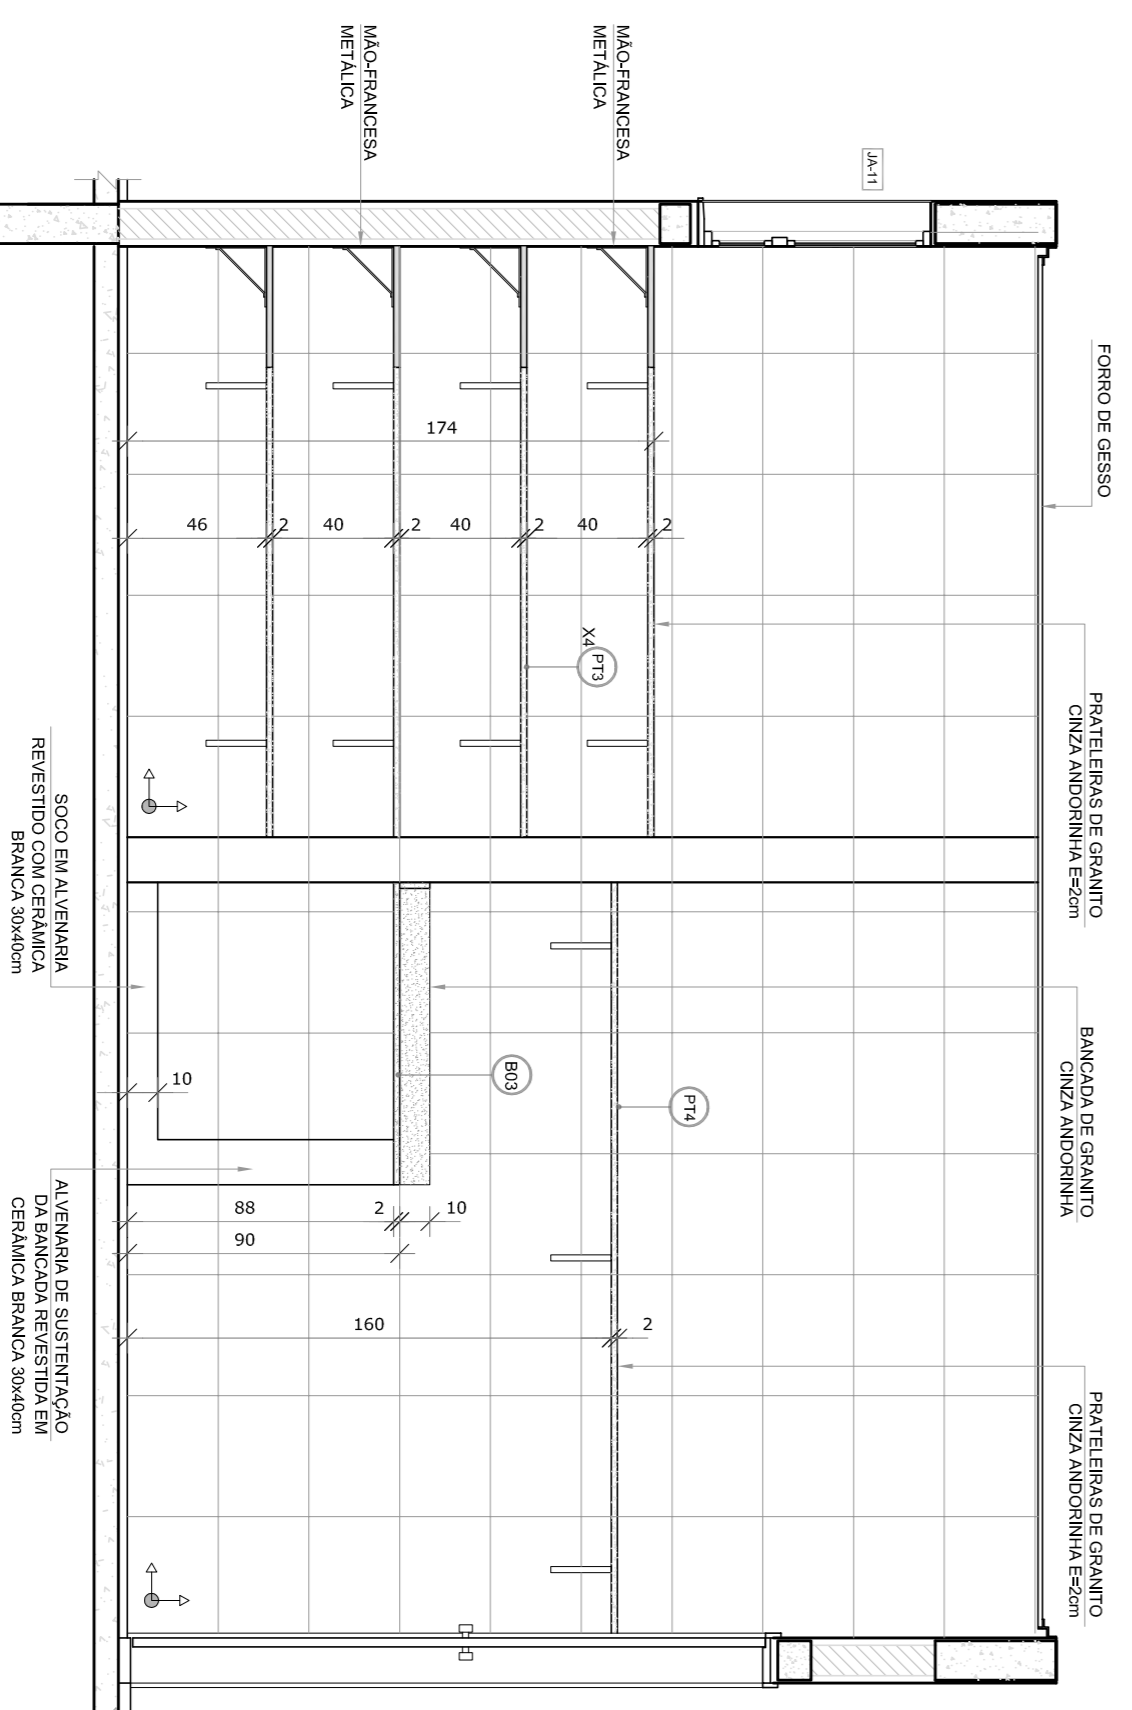 MÃO-FRANCESA
METÁLICA
MÃO-FRANCESA
METÁLICA
JA-11
FORRO DE GESSO
PRATELEIRAS DE GRANITO
CINZA ANDORINHA E=2cm
BANCADA DE GRANITO
CINZA ANDORINHA
PRATELEIRAS DE GRANITO
CINZA ANDORINHA E=2cm
174
46
2
40
2
40
2
40
2
X4
PT3
B03
PT4
10
88
2
10
90
160
2
SOCO EM ALVENARIA
REVESTIDO COM CERÂMICA
BRANCA 30x40cm
ALVENARIA DE SUSTENTAÇÃO
DA BANCADA REVESTIDA EM
CERÂMICA BRANCA 30x40cm